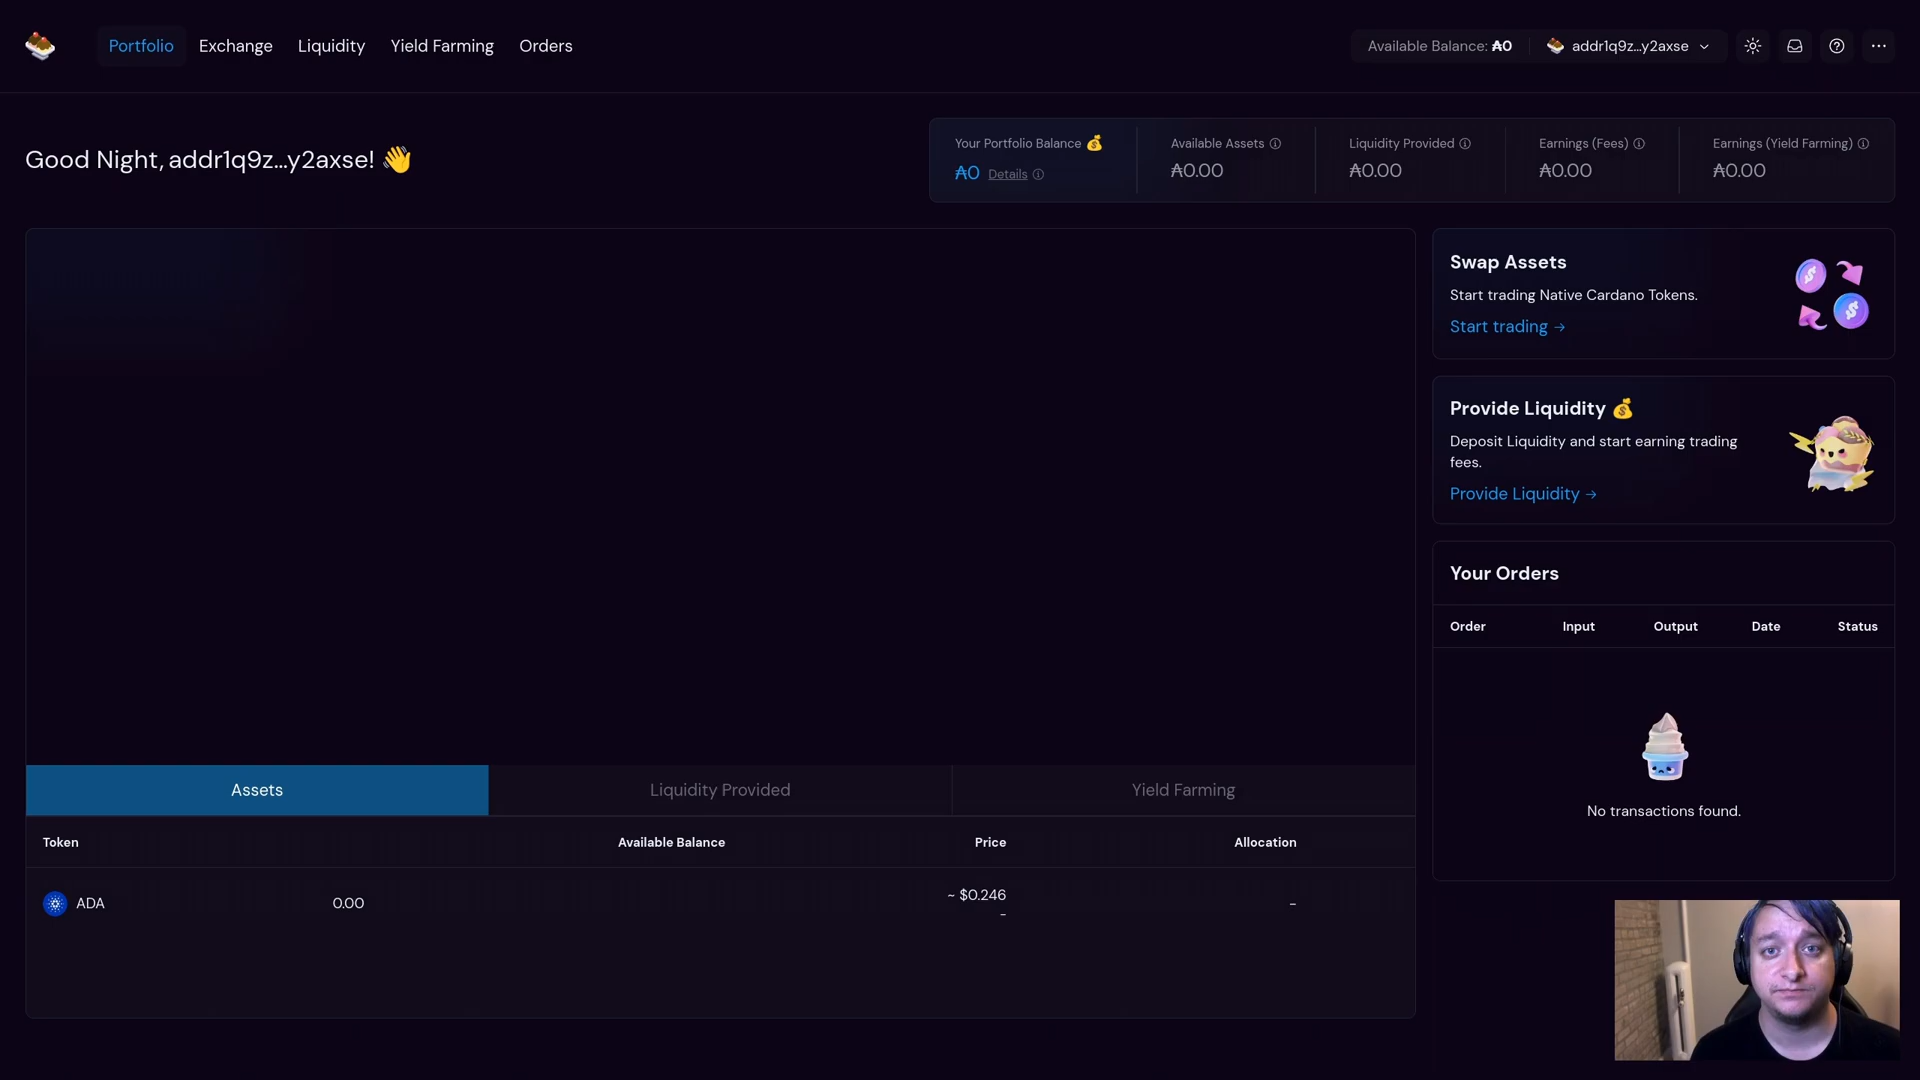 Portfolio
Exchange
Liquidity
Yield Farming
Orders
Available Balance: ₳0
addr1q9z...y2axse
Good Night, addr1q9z...y2axse! 👋
Your Portfolio Balance 💰
₳0 Details
Available Assets
₳0.00
Liquidity Provided
₳0.00
Earnings (Fees)
₳0.00
Earnings (Yield Farming)
₳0.00
Swap Assets
Start trading Native Cardano Tokens.
Start trading →
Provide Liquidity 💰
Deposit Liquidity and start earning trading
fees.
Provide Liquidity →
Your Orders
Order Input Output Date Status
No transactions found.
Assets
Liquidity Provided
Yield Farming
Token Available Balance Price Allocation
ADA 0.00 ~ $0.246 -
-